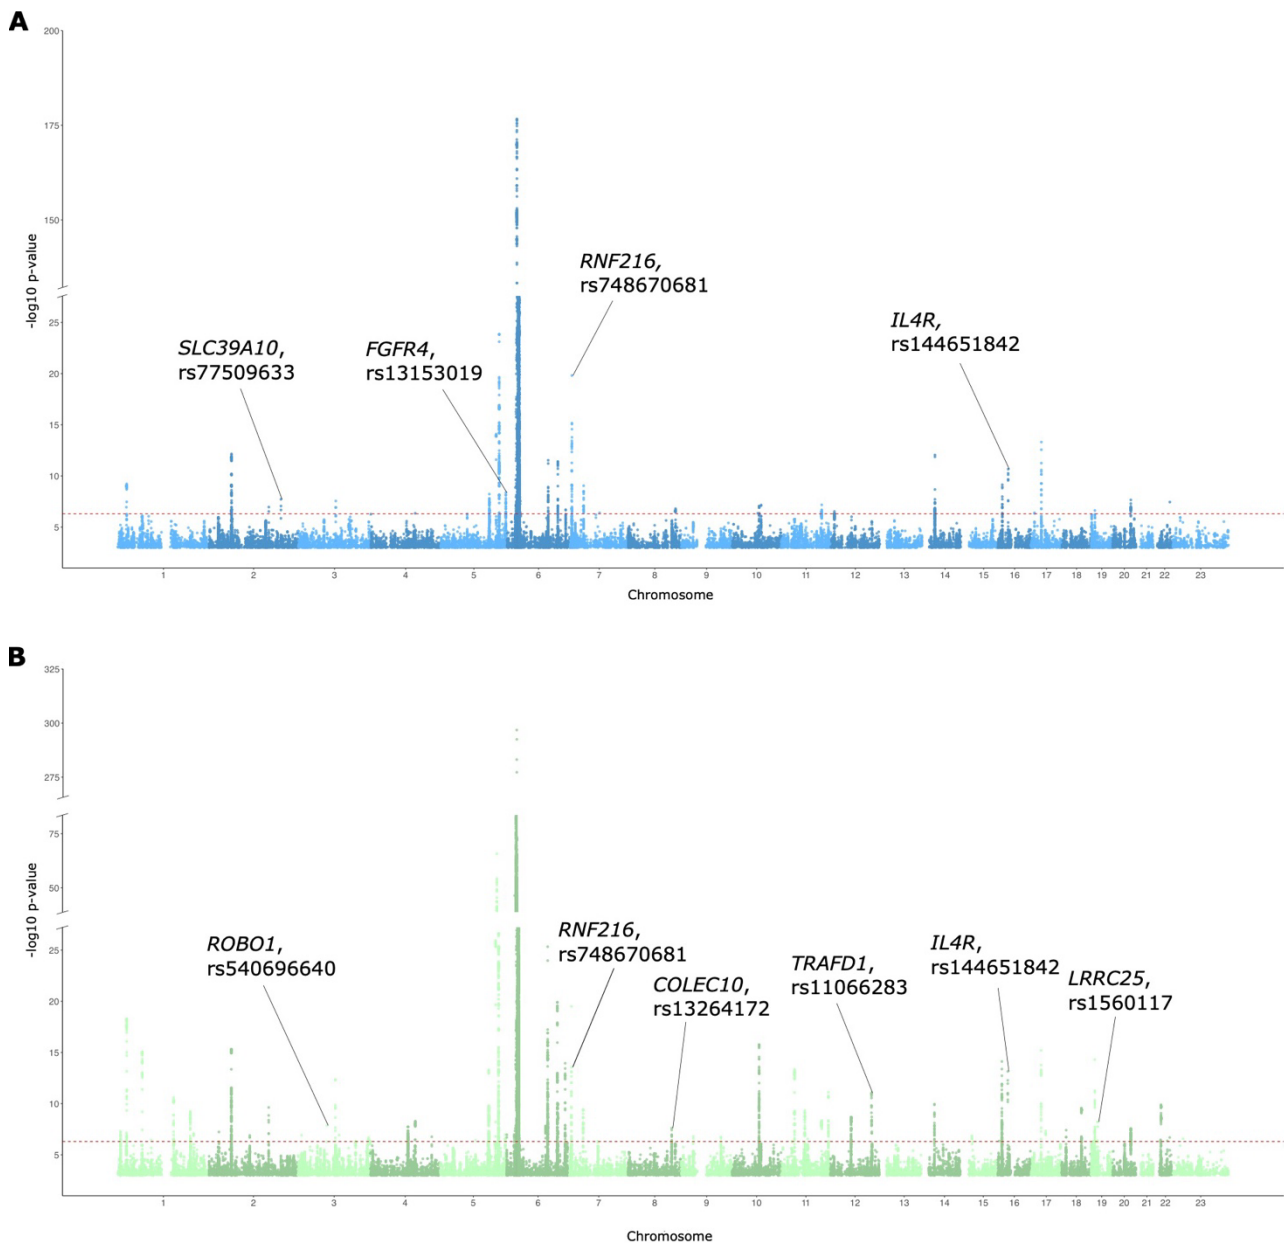 A
200
175
150
25
20
15
10
5
-log10 p-value
SLC39A10,
rs77509633
FGFR4,
rs13153019
RNF216,
rs748670681
IL4R,
rs144651842
1 2 3 4 5 6 7 8 9 10 11 12 13 14 15 16 17 18 19 20 21 22 23
Chromosome
B
325
300
275
75
50
25
20
15
10
5
-log10 p-value
ROBO1,
rs540696640
RNF216,
rs748670681
COLEC10,
rs13264172
TRAFD1,
rs11066283
IL4R,
rs144651842
LRRC25,
rs1560117
1 2 3 4 5 6 7 8 9 10 11 12 13 14 15 16 17 18 19 20 21 22 23
Chromosome